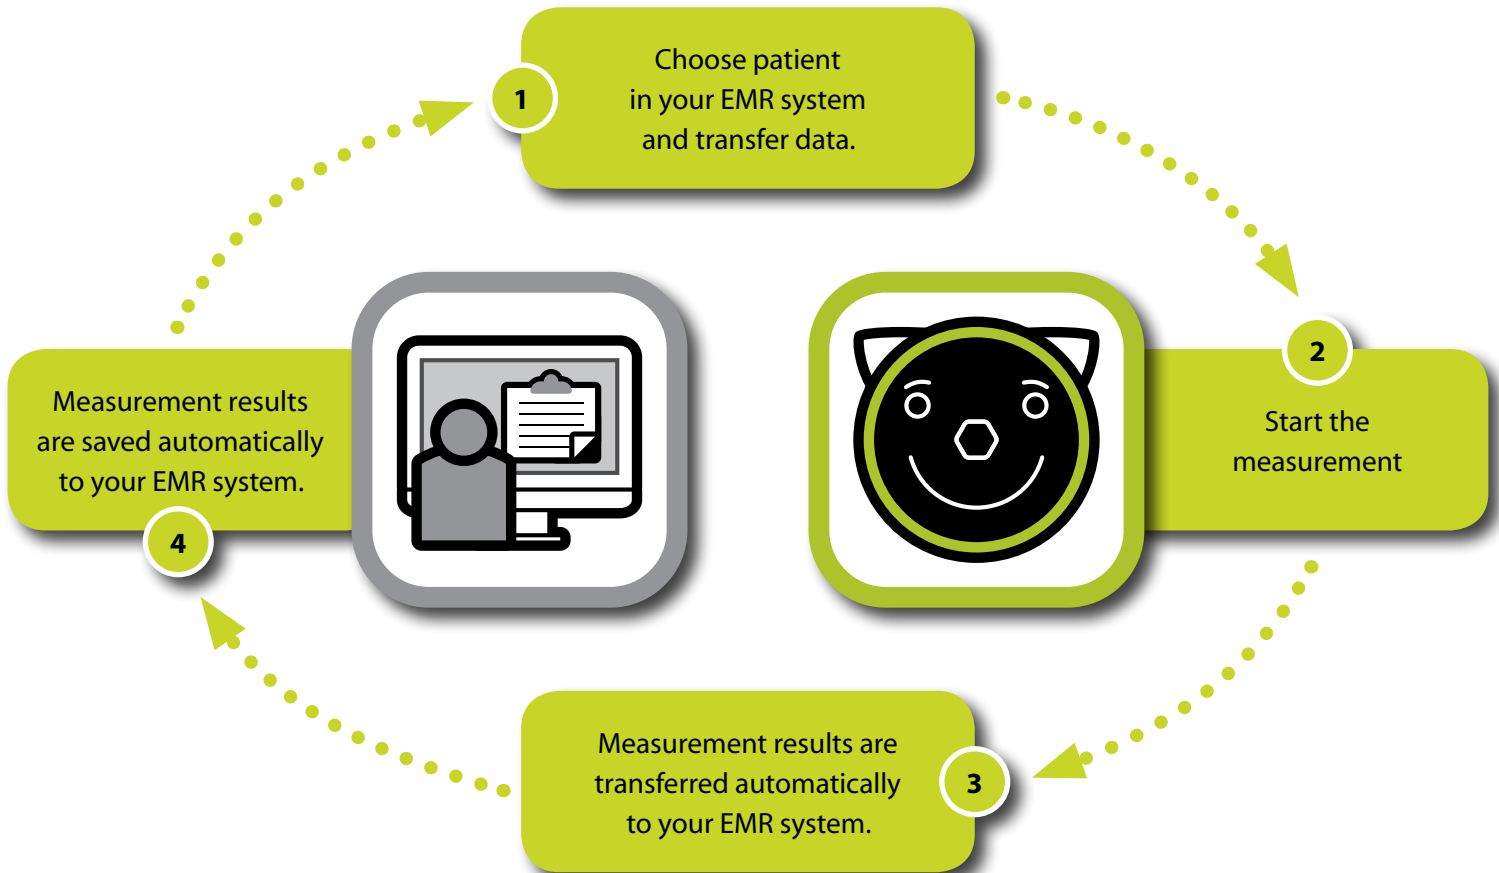 1
Choose patient
in your EMR system
and transfer data.
2
Start the
measurement
3
Measurement results are
transferred automatically
to your EMR system.
4
Measurement results
are saved automatically
to your EMR system.